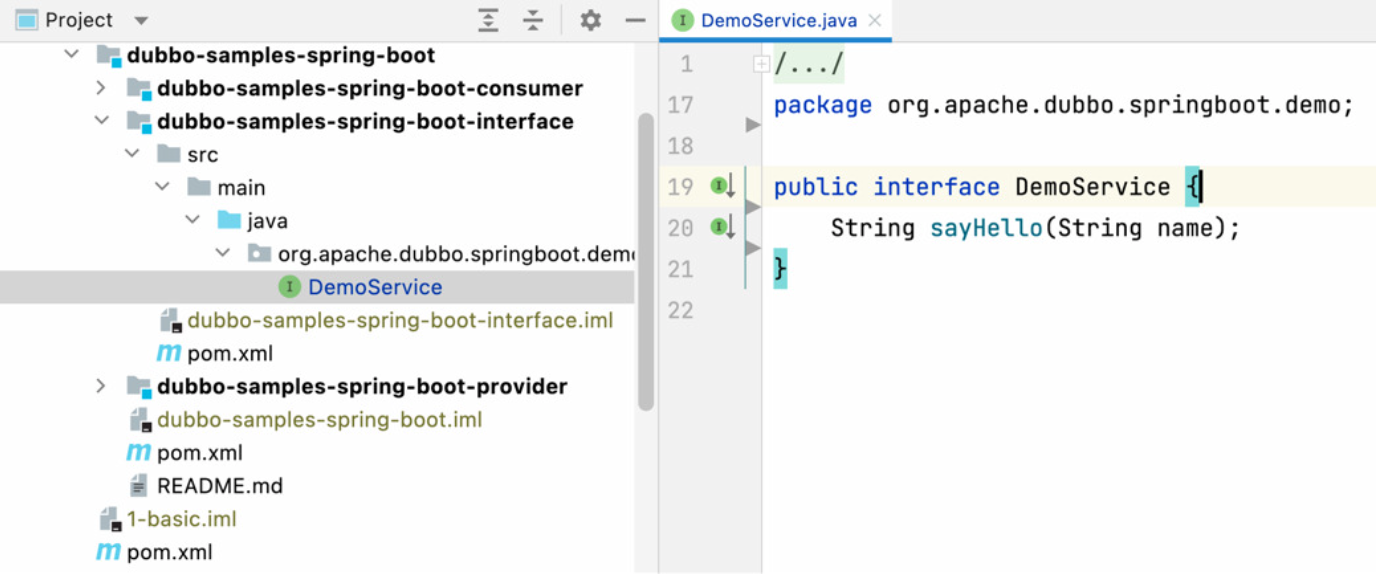 Project
dubbo-samples-spring-boot
dubbo-samples-spring-boot-consumer
dubbo-samples-spring-boot-interface
src
main
java
org.apache.dubbo.springboot.demo
DemoService
dubbo-samples-spring-boot-interface.iml
pom.xml
dubbo-samples-spring-boot-provider
dubbo-samples-spring-boot.iml
pom.xml
README.md
1-basic.iml
pom.xml
DemoService.java
1 /.../
17 package org.apache.dubbo.springboot.demo;
18
19 public interface DemoService {
20 String sayHello(String name);
21 }
22